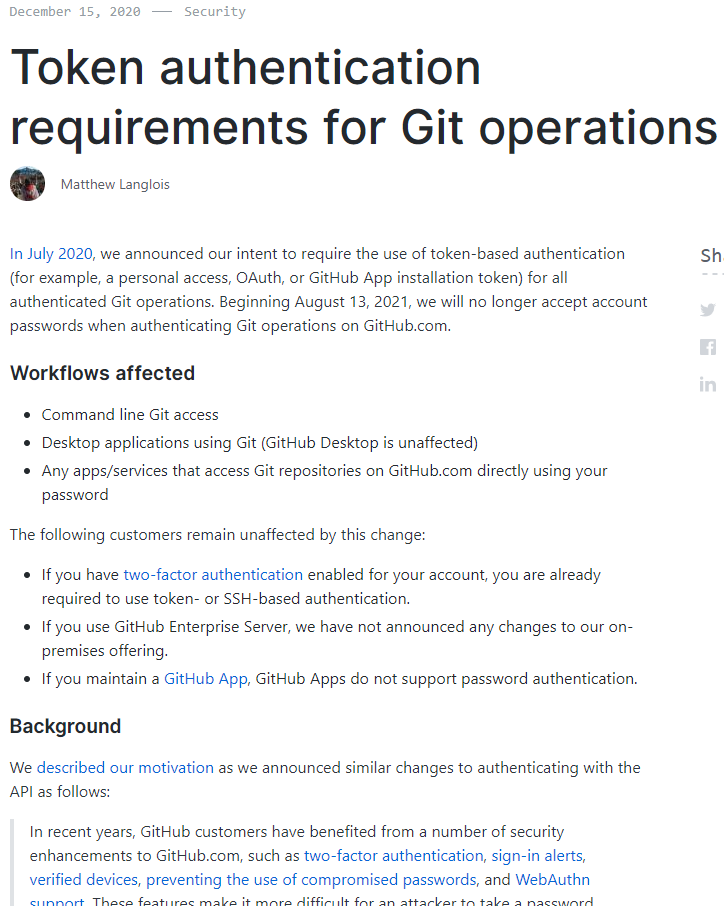 December 15, 2020 — Security
Token authentication
requirements for Git operations
Matthew Langlois
In July 2020, we announced our intent to require the use of token-based authentication
(for example, a personal access, OAuth, or GitHub App installation token) for all
authenticated Git operations. Beginning August 13, 2021, we will no longer accept account
passwords when authenticating Git operations on GitHub.com.
Sh
Workflows affected
• Command line Git access
• Desktop applications using Git (GitHub Desktop is unaffected)
• Any apps/services that access Git repositories on GitHub.com directly using your
password
The following customers remain unaffected by this change:
• If you have two-factor authentication enabled for your account, you are already
required to use token- or SSH-based authentication.
• If you use GitHub Enterprise Server, we have not announced any changes to our on-
premises offering.
• If you maintain a GitHub App, GitHub Apps do not support password authentication.
Background
We described our motivation as we announced similar changes to authenticating with the
API as follows:
In recent years, GitHub customers have benefited from a number of security
enhancements to GitHub.com, such as two-factor authentication, sign-in alerts,
verified devices, preventing the use of compromised passwords, and WebAuthn
support. These features make it more difficult for an attacker to take a password